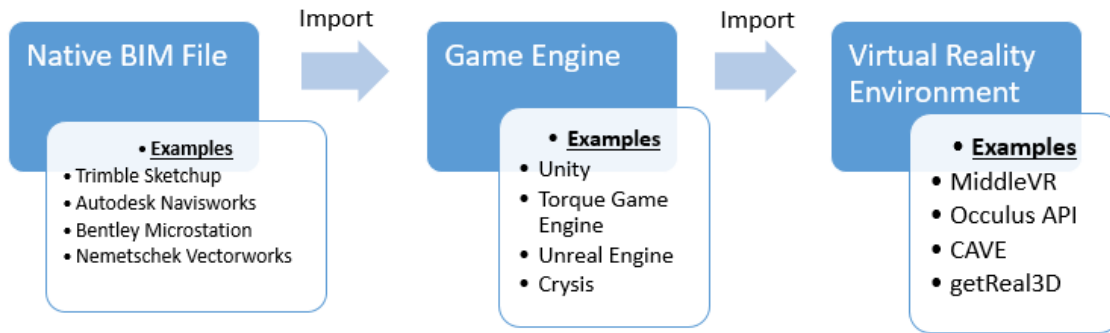 Import
Import
Native BIM File
Game Engine
Virtual Reality
Environment
• Examples
• Trimble Sketchup
• Autodesk Navisworks
• Bentley Microstation
• Nemetschek Vectorworks
• Examples
• Unity
• Torque Game
Engine
• Unreal Engine
• Crysis
• Examples
• MiddleVR
• Occulus API
• CAVE
• getReal3D